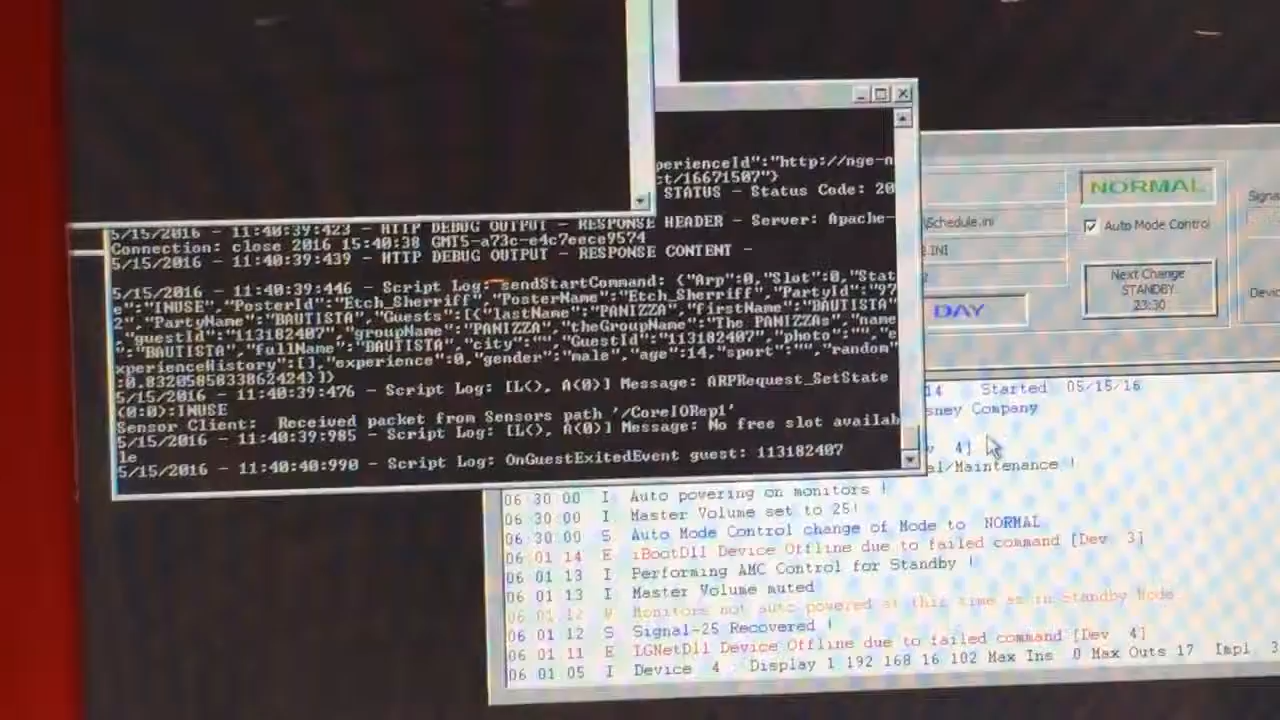 perienceId":"http://nge-n
ct/16671507"}
STATUS - Status Code: 20
HEADER - Server: Apache-
5/15/2016 - 11:40:39:423 - HTTP DEBUG OUTPUT - RESPONSE
Connection: close 2016 15:40:38 GMT5-a73c-e4c7eece9574
5/15/2016 - 11:40:39:439 - HTTP DEBUG OUTPUT - RESPONSE CONTENT -
5/15/2016 - 11:40:39:446 - Script Log: sendStartCommand: {"Arp":0,"Slot":0,"Stat
e":"INUSE","PosterId":"Etch_Sherriff","PosterName":"Etch_Sherriff","PartyId":"97
2","PartyName":"BAUTISTA","Guests":[{"lastName":"PANIZZA","firstName":"BAUTISTA"
,"guestId":"113182407","groupName":"PANIZZA","theGroupName":"The PANIZZAs","name
":"BAUTISTA","fullName":"BAUTISTA","city":"","GuestId":"113182407","photo":"","e
xperienceHistory":[],"experience":0,"gender":"male","age":14,"sport":"","random"
:0.8320585833862424}]}
5/15/2016 - 11:40:39:476 - Script Log: [L(), A(0)] Message: ARPRequest_SetState
(0:0):INUSE
Sensor Client: Received packet from Sensors path '/CoreIORep1'
5/15/2016 - 11:40:39:985 - Script Log: [L(), A(0)] Message: No free slot availab
le
5/15/2016 - 11:40:40:990 - Script Log: OnGuestExitedEvent guest: 113182407
NORMAL
Signa
\Schedule.ini
Auto Mode Control
.INI
Next Change
STANDBY
23:30
Devic
DAY
14 Started 05/15/16
sney Company
4]
al/Maintenance !
06 30 00 I Auto powering on monitors !
06 30 00 I Master Volume set to 25!
06 30 00 S Auto Mode Control change of Mode to NORMAL
06 01 14 E iBootDll Device Offline due to failed command [Dev 3]
06 01 13 I Performing AMC Control for Standby !
06 01 13 I Master Volume muted
06 01 12 W Monitors not auto powered at this time as in Standby Mode
06 01 12 S Signal-25 Recovered !
06 01 11 E LGNetDll Device Offline due to failed command [Dev 4]
06 01 05 I Device 4 : Display 1 192 168 16 102 Max Ins 0 Max Outs 17 Impl 3